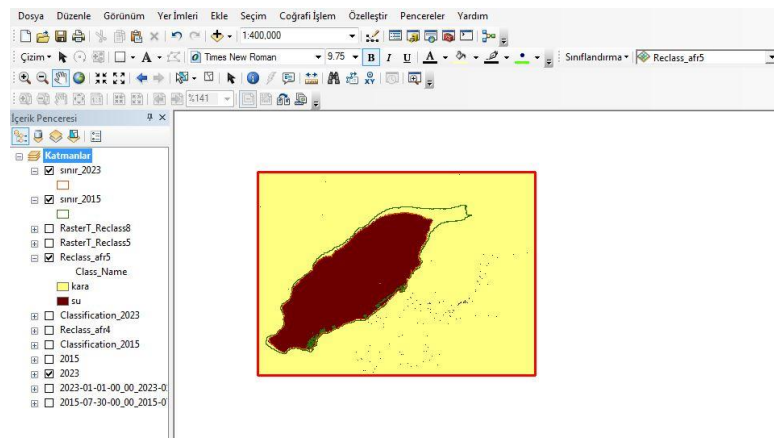 Dosya Düzenle Görünüm Yer İmleri Ekle Seçim Coğrafi İşlem Özelleştir Pencereler Yardım
1:400.000
Çizim A Times New Roman 9.75 B I U A Sınıflandırma Reclass_afr5
%141
İçerik Penceresi
Katmanlar
sınır_2023
sınır_2015
RasterT_Reclass8
RasterT_Reclass5
Reclass_afr5
Class_Name
kara
su
Classification_2023
Reclass_afr4
Classification_2015
2015
2023
2023-01-01-00_00_2023-0
2015-07-30-00_00_2015-0